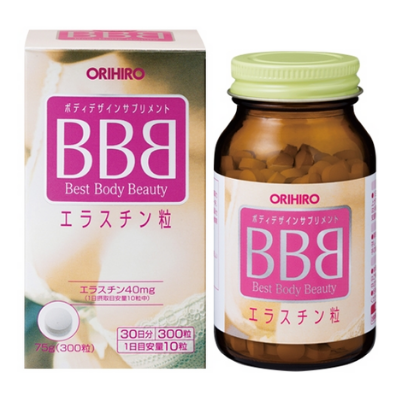 ORIHIRO
ボディデザインサプリメント
BBB
Best Body Beauty
エラスチン粒
エラスチン40mg
(1日摂取目安量10粒中)
30日分 300粒
1日目安量10粒
75g(300粒)
ORIHIRO
ボディデザインサプリメント
BBB
Best Body Beauty
エラスチン粒